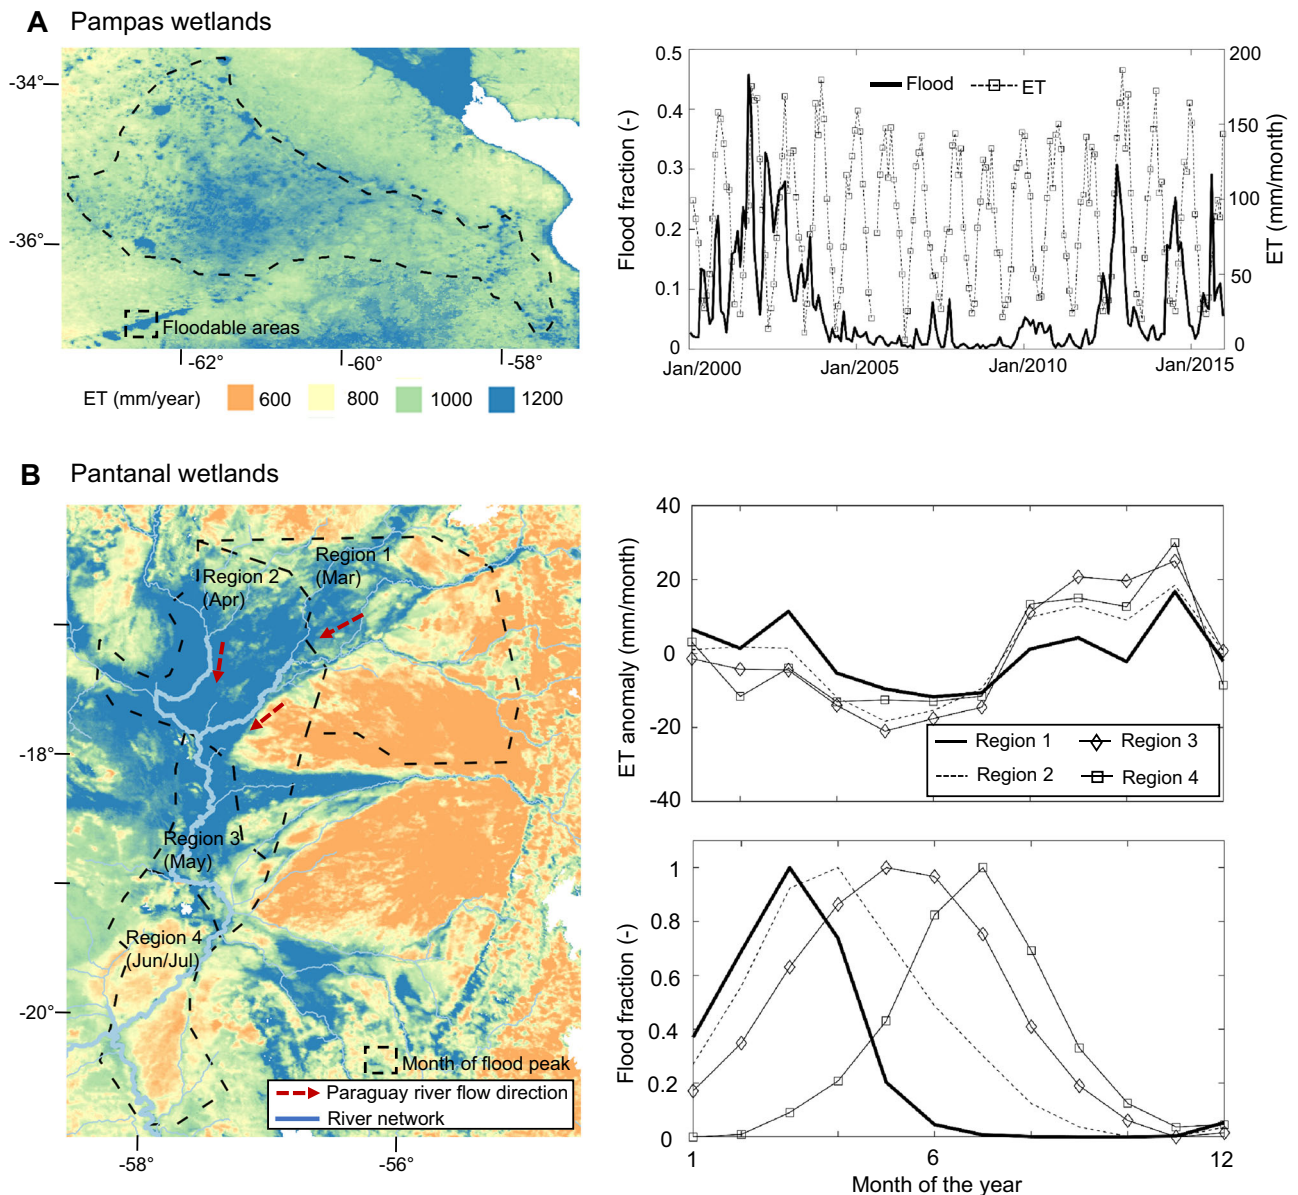 A Pampas wetlands
-34°
-36°
Floodable areas
-62° -60° -58°
ET (mm/year) 600 800 1000 1200
0.5
0.4
0.3
0.2
0.1
0
Flood fraction (-)
Flood ET
200
150
100
50
0
ET (mm/month)
Jan/2000 Jan/2005 Jan/2010 Jan/2015
B Pantanal wetlands
Region 1
(Mar)
Region 2
(Apr)
-18°
Region 3
(May)
Region 4
(Jun/Jul)
-20°
Month of flood peak
Paraguay river flow direction
River network
-58° -56°
40
20
0
-20
-40
ET anomaly (mm/month)
Region 1 Region 3
Region 2 Region 4
1
0.8
0.6
0.4
0.2
0
Flood fraction (-)
1 6 12
Month of the year